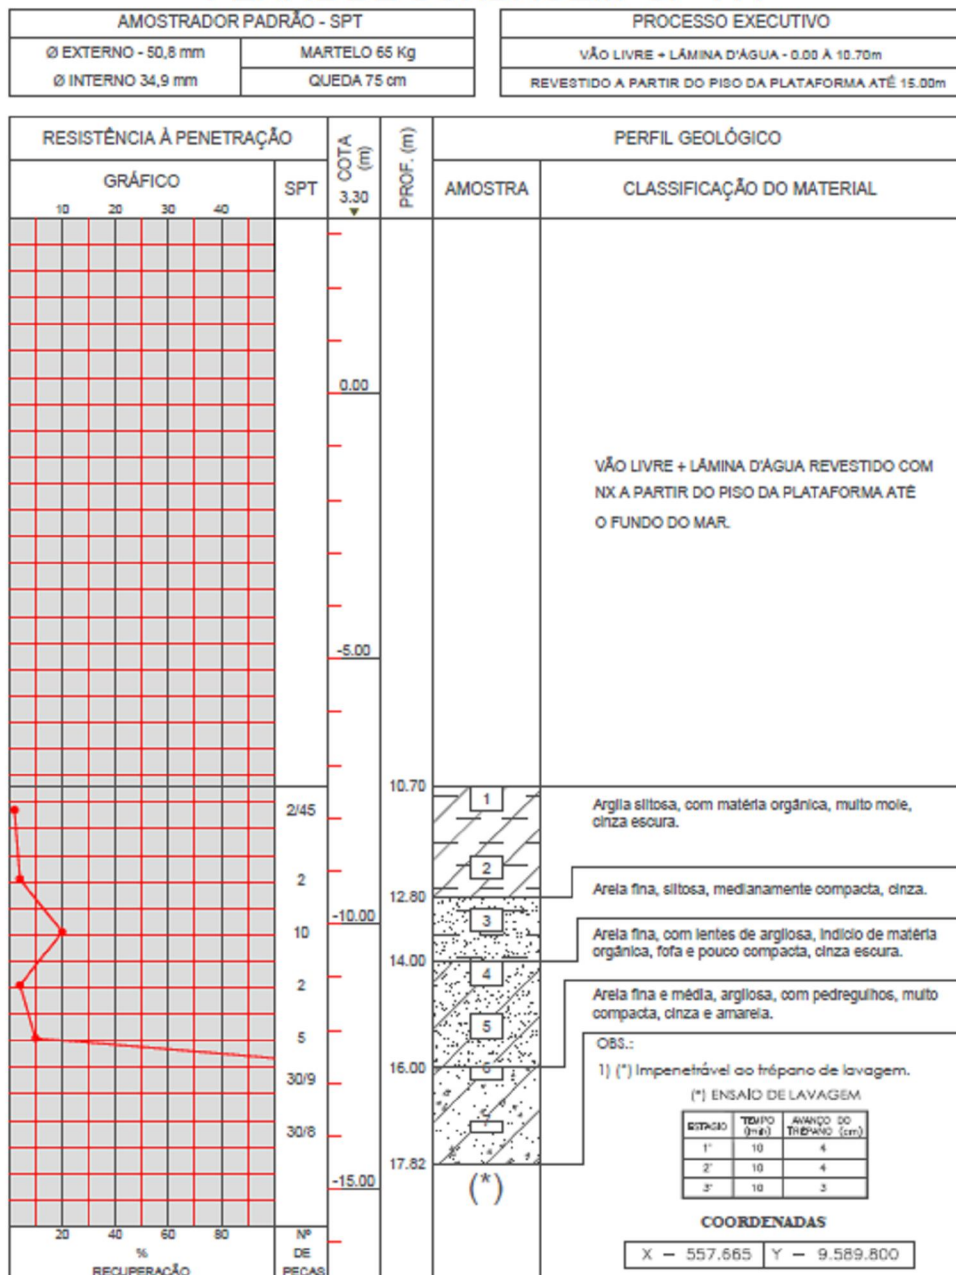 AMOSTRADOR PADRÃO - SPT
Ø EXTERNO - 50,8 mm
MARTELO 65 Kg
Ø INTERNO 34,9 mm
QUEDA 75 cm
PROCESSO EXECUTIVO
VÃO LIVRE + LÂMINA D'ÁGUA - 0.00 À 10.70m
REVESTIDO A PARTIR DO PISO DA PLATAFORMA ATÉ 15.00m
RESISTÊNCIA À PENETRAÇÃO
GRÁFICO
10 20 30 40
SPT
COTA
(m)
3.30
PROF. (m)
PERFIL GEOLÓGICO
AMOSTRA
CLASSIFICAÇÃO DO MATERIAL
0.00
VÃO LIVRE + LÂMINA D'ÁGUA REVESTIDO COM
NX A PARTIR DO PISO DA PLATAFORMA ATÉ
O FUNDO DO MAR.
-5.00
10.70
2/45
1
Argila siltosa, com matéria orgânica, muito mole,
cinza escura.
2
2
12.80
Areia fina, siltosa, medianamente compacta, cinza.
-10.00
10
3
Areia fina, com lentes de argilosa, indício de matéria
orgânica, fofa e pouco compacta, cinza escura.
14.00
2
4
Areia fina e média, argilosa, com pedregulhos, muito
compacta, cinza e amarela.
5
5
16.00
6
30/9
30/8
7
17.82
-15.00
(*)
OBS.:
1) (*) Impenetrável ao trépano de lavagem.
(*) ENSAIO DE LAVAGEM
ESTÁGIO
TEMPO
(min)
AVANÇO DO
TRÉPANO (cm)
1° 10 4
2° 10 4
3° 10 3
COORDENADAS
X - 557.665
Y - 9.589.800
20 40 60 80
%
RECUPERAÇÃO
Nº
DE
PEÇAS